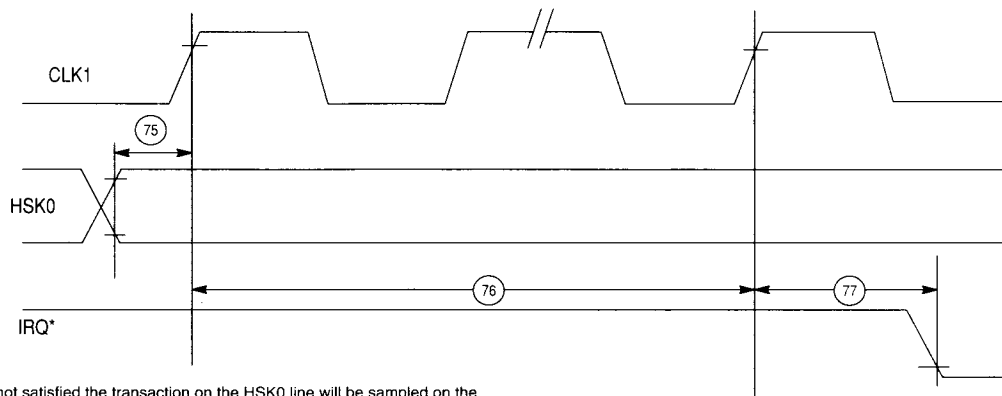 CLK1
75
HSK0
76
77
IRQ*
not satisfied the transaction on the HSK0 line will be sampled on the